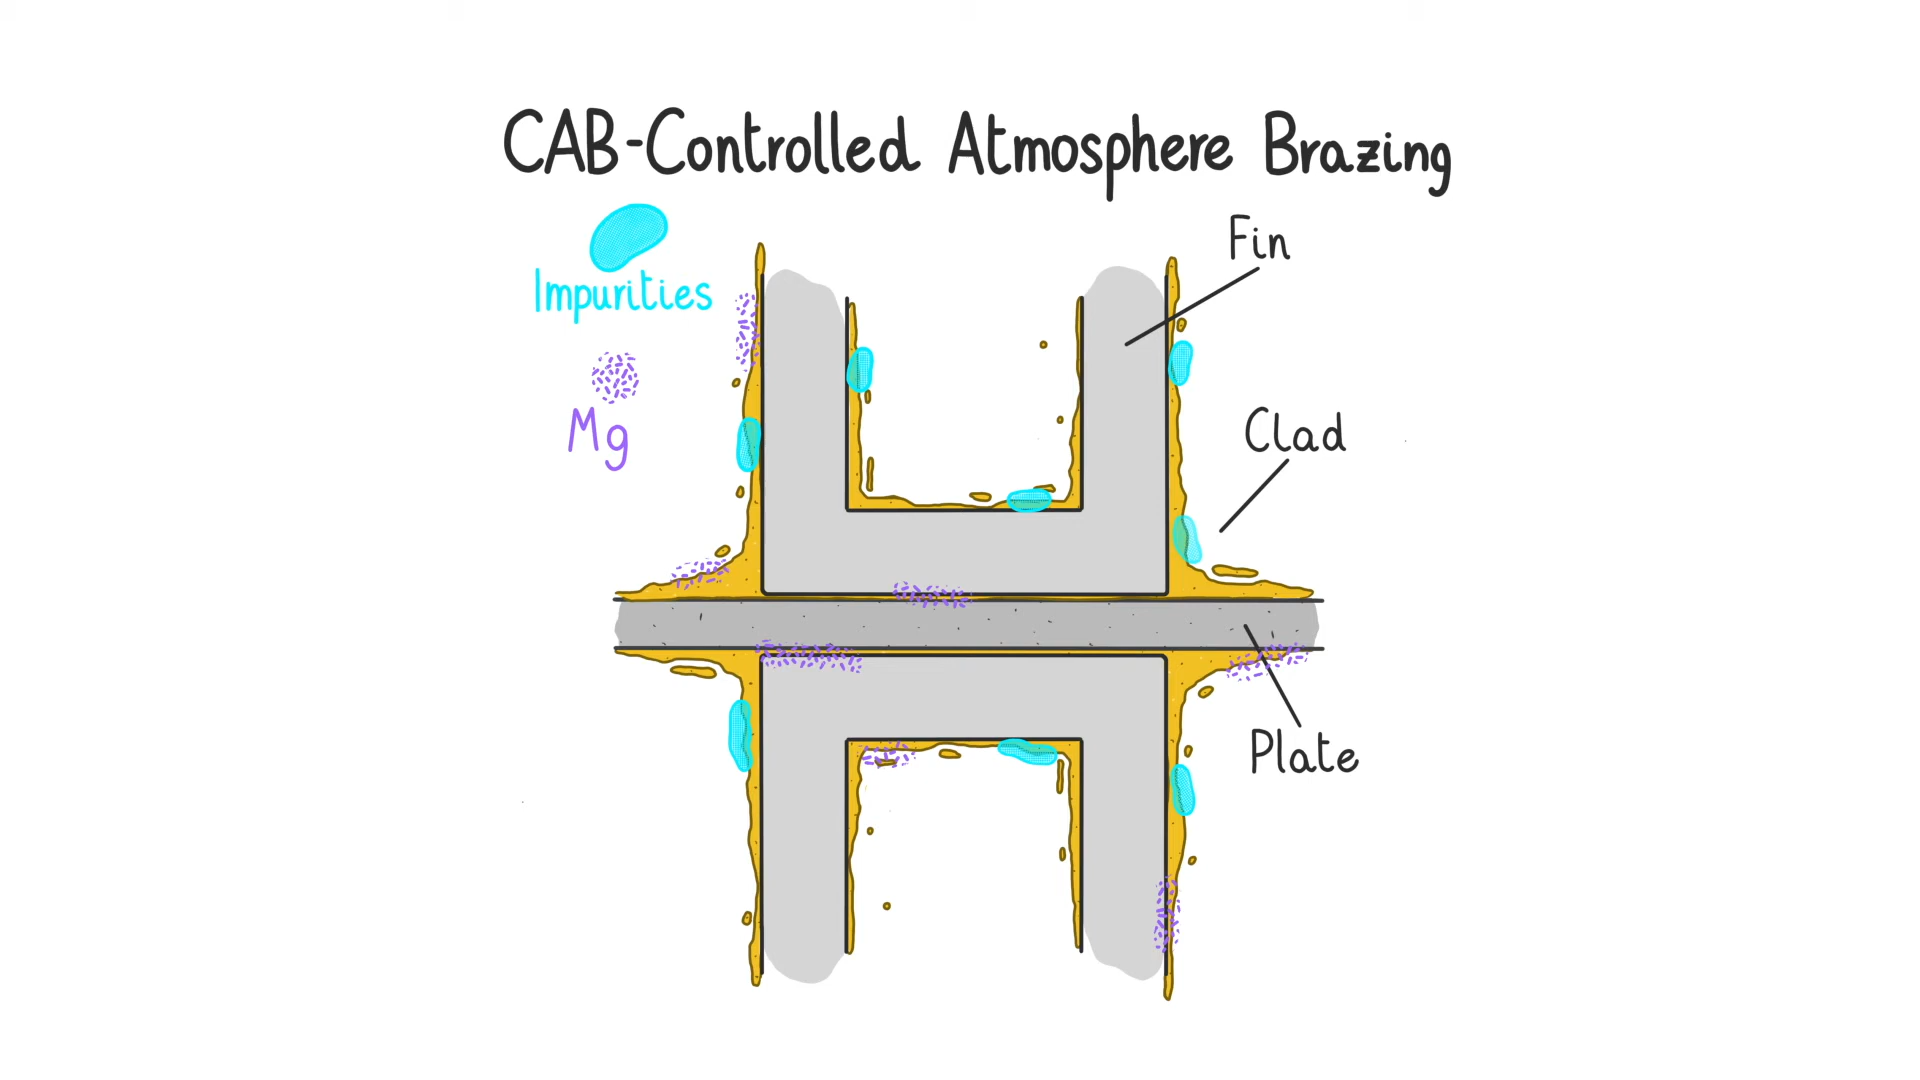 CAB-Controlled Atmosphere Brazing
Fin
Impurities
Mg
Clad
Plate